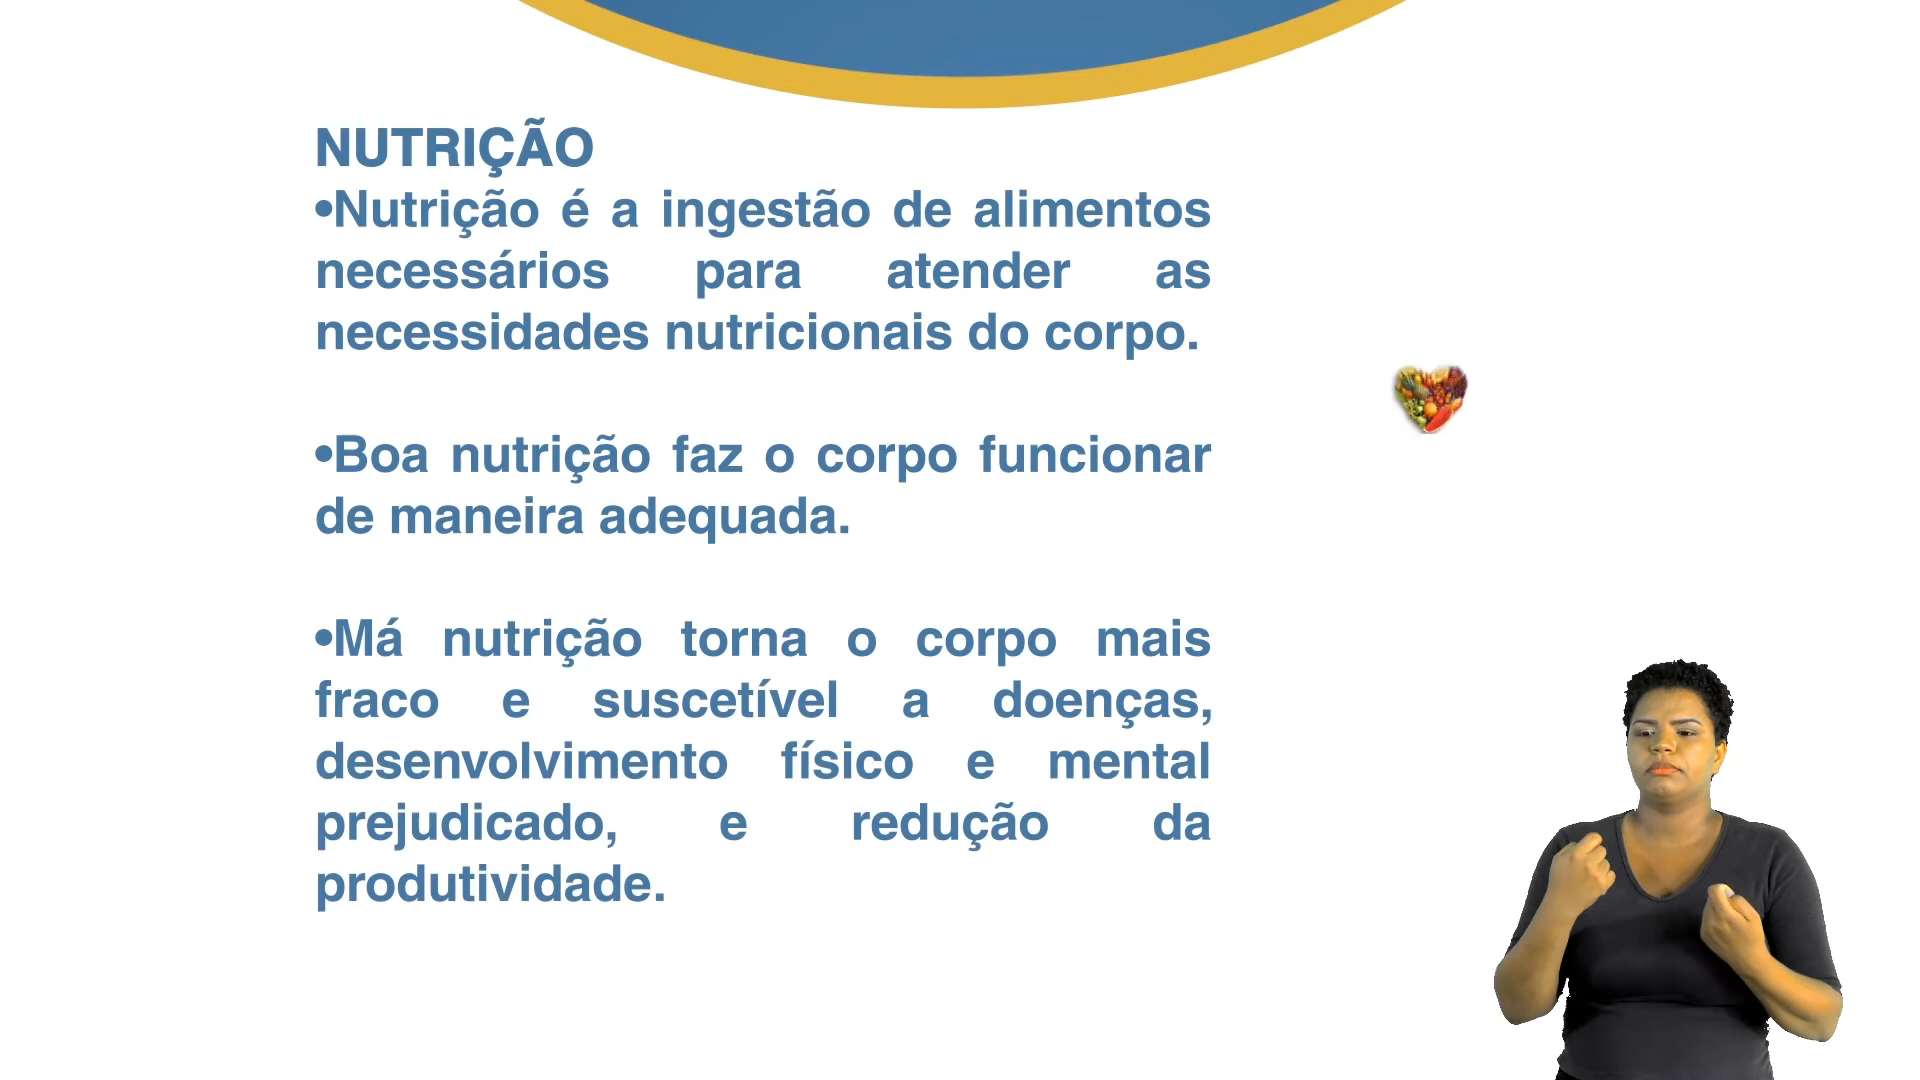 NUTRIÇÃO
•Nutrição é a ingestão de alimentos
necessários para atender as
necessidades nutricionais do corpo.
•Boa nutrição faz o corpo funcionar
de maneira adequada.
•Má nutrição torna o corpo mais
fraco e suscetível a doenças,
desenvolvimento físico e mental
prejudicado, e redução da
produtividade.